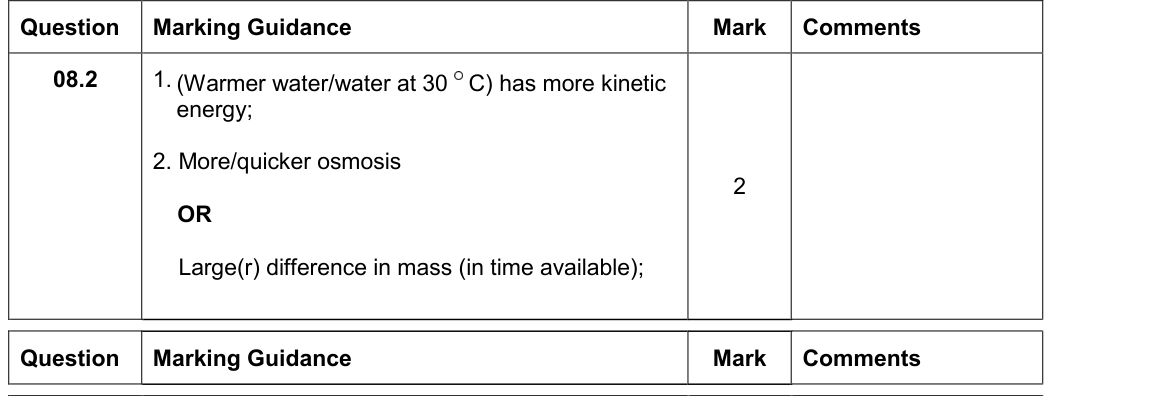 Question Marking Guidance Mark Comments
08.2 1. (Warmer water/water at 30 ° C) has more kinetic
energy;
2. More/quicker osmosis
2
OR
Large(r) difference in mass (in time available);
Question Marking Guidance Mark Comments